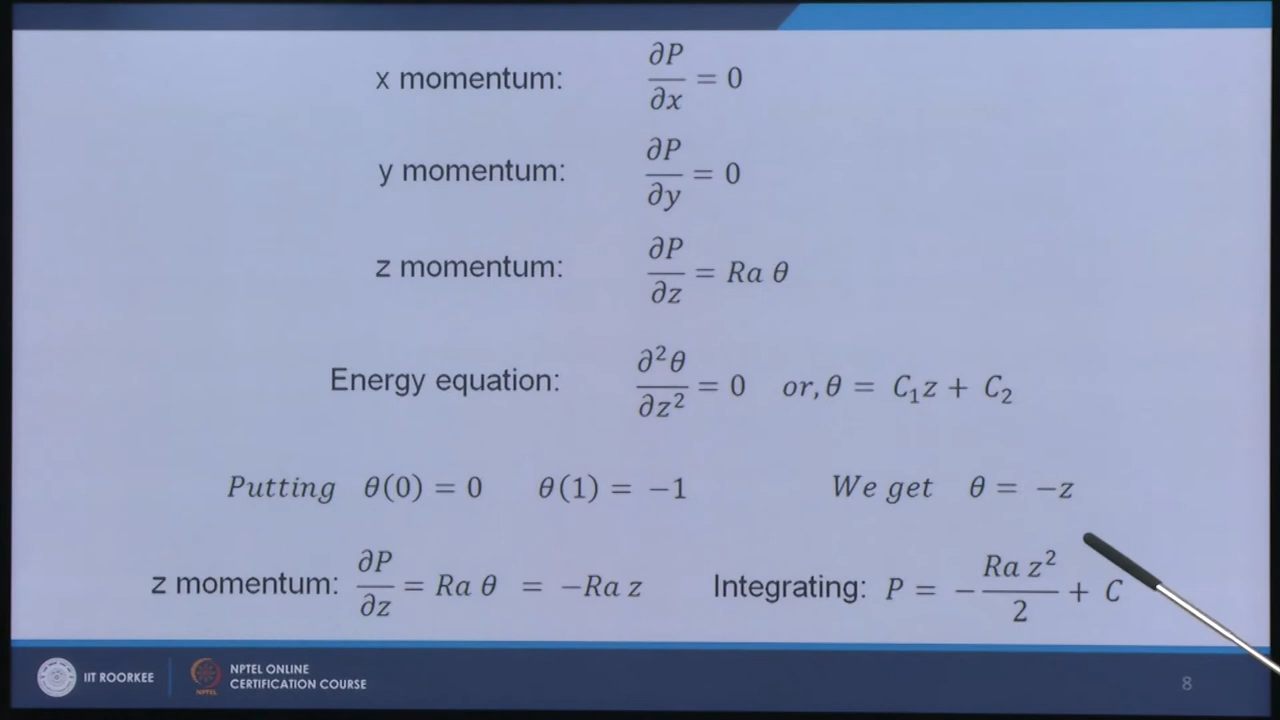 x momentum: ∂P/∂x = 0
y momentum: ∂P/∂y = 0
z momentum: ∂P/∂z = Ra θ
Energy equation: ∂²θ/∂z² = 0 or, θ = C₁z + C₂
Putting θ(0) = 0 θ(1) = −1 We get θ = −z
z momentum: ∂P/∂z = Ra θ = −Ra z Integrating: P = −Ra z²/2 + C
IIT ROORKEE
NPTEL
NPTEL ONLINE
CERTIFICATION COURSE
8